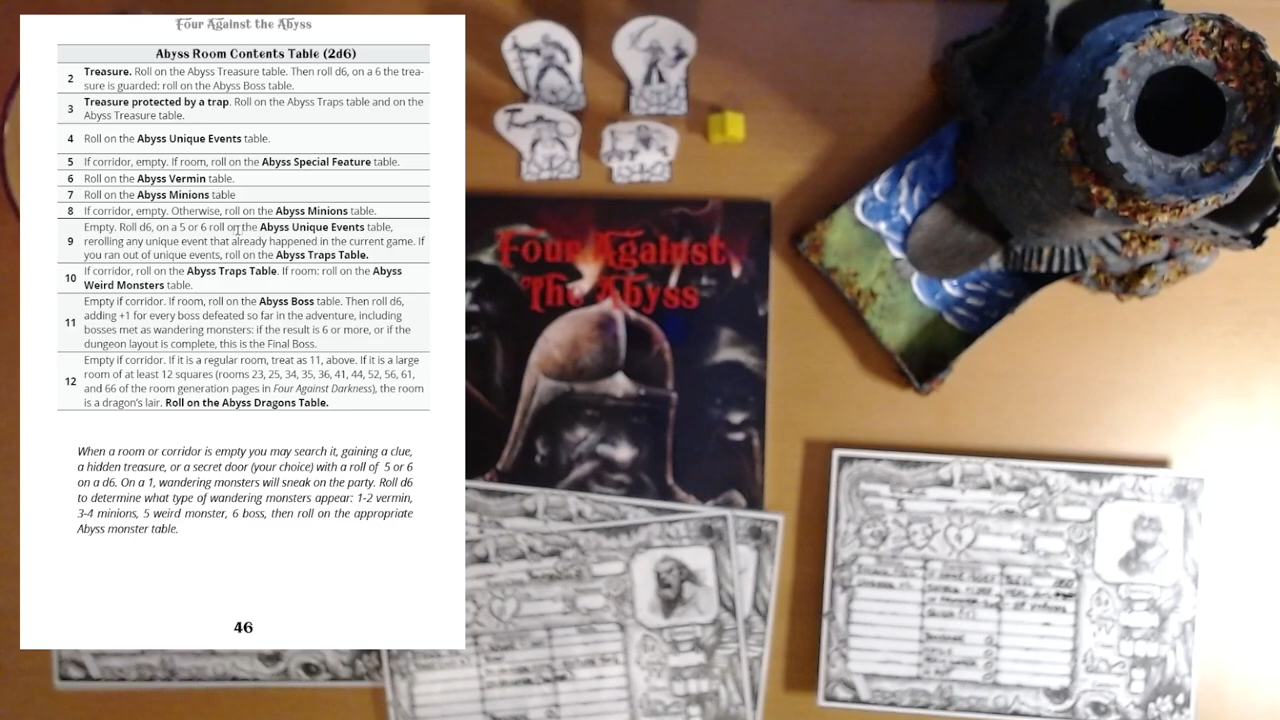 Four Against the Abyss
Abyss Room Contents Table (2d6)
2 Treasure. Roll on the Abyss Treasure table. Then roll d6, on a 6 the trea-
sure is guarded: roll on the Abyss Boss table.
3 Treasure protected by a trap. Roll on the Abyss Traps table and on the
Abyss Treasure table.
4 Roll on the Abyss Unique Events table.
5 If corridor, empty. If room, roll on the Abyss Special Feature table.
6 Roll on the Abyss Vermin table.
7 Roll on the Abyss Minions table
8 If corridor, empty. Otherwise, roll on the Abyss Minions table.
9 Empty. Roll d6, on a 5 or 6 roll on the Abyss Unique Events table,
rerolling any unique event that already happened in the current game. If
you ran out of unique events, roll on the Abyss Traps Table.
10 If corridor, roll on the Abyss Traps Table. If room: roll on the Abyss
Weird Monsters table.
11 Empty if corridor. If room, roll on the Abyss Boss table. Then roll d6,
adding +1 for every boss defeated so far in the adventure, including
bosses met as wandering monsters: if the result is 6 or more, or if the
dungeon layout is complete, this is the Final Boss.
12 Empty if corridor. If it is a regular room, treat as 11, above. If it is a large
room of at least 12 squares (rooms 23, 25, 34, 35, 36, 41, 44, 52, 56, 61,
and 66 of the room generation pages in Four Against Darkness), the room
is a dragon's lair. Roll on the Abyss Dragons Table.
When a room or corridor is empty you may search it, gaining a clue,
a hidden treasure, or a secret door (your choice) with a roll of 5 or 6
on a d6. On a 1, wandering monsters will sneak on the party. Roll d6
to determine what type of wandering monsters appear: 1-2 vermin,
3-4 minions, 5 weird monster, 6 boss, then roll on the appropriate
Abyss monster table.
46
Four Against
The Abyss